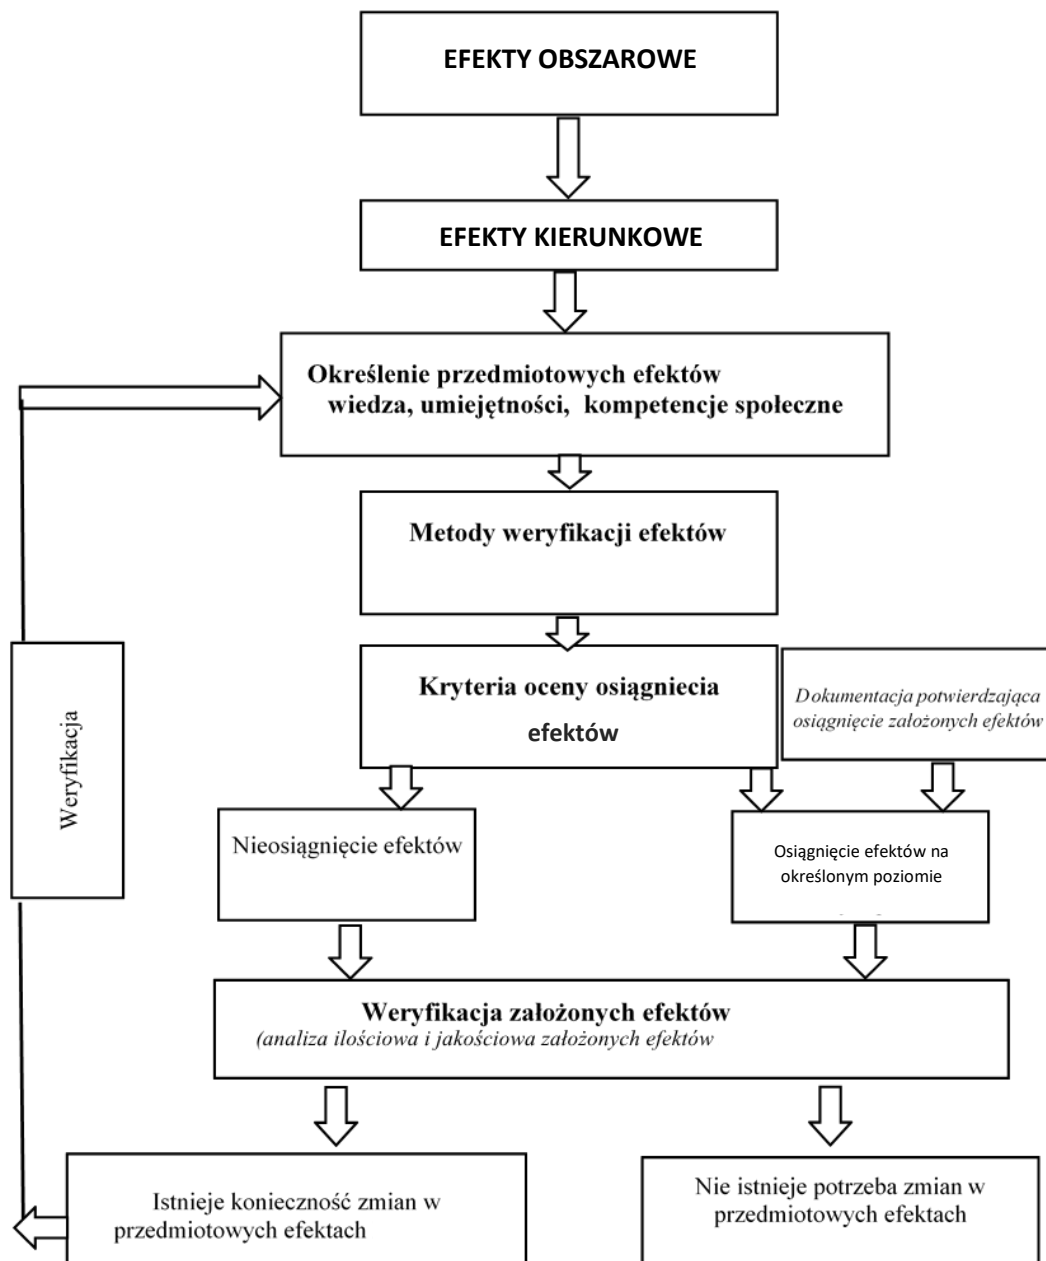 EFEKTY OBSZAROWE
EFEKTY KIERUNKOWE
Określenie przedmiotowych efektów
wiedza, umiejętności, kompetencje społeczne
Metody weryfikacji efektów
Kryteria oceny osiągniecia
efektów
Dokumentacja potwierdzająca
osiągnięcie założonych efektów
Weryfikacja
Nieosiągnięcie efektów
Osiągnięcie efektów na
określonym poziomie
Weryfikacja założonych efektów
(analiza ilościowa i jakościowa założonych efektów
Istnieje konieczność zmian w
przedmiotowych efektach
Nie istnieje potrzeba zmian w
przedmiotowych efektach